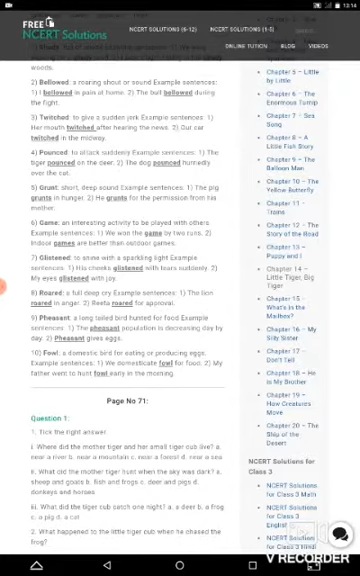 13:14
FREE
NCERT Solutions
NCERT SOLUTIONS (6-12)
NCERT SOLUTIONS (1-5)
ONLINE TUTION
BLOG
VIDEOS
woods.
2) Bellowed: a roaring shout or sound Example sentences:
1) I bellowed in pain at home. 2) The bull bellowed during
the fight.
3) Twitched: to give a sudden jerk Example sentences: 1)
Her mouth twitched after hearing the news. 2) Our car
twitched in the midway.
4) Pounced: to attack suddenly Example sentences: 1) The
tiger pounced on the deer. 2) The dog pounced hurriedly
over the cat.
5) Grunt: short, deep sound Example sentences: 1) The pig
grunts in hunger. 2) He grunts for the permission from his
mother.
6) Game: an interesting activity to be played with others.
Example sentences: 1) We won the game by two runs. 2)
Indoor games are better than outdoor games.
7) Glistened: to shine with a sparkling light Example
sentences: 1) His cheeks glistened with tears suddenly. 2)
My eyes glistened with joy.
8) Roared: a full deep cry Example sentences: 1) The lion
roared in anger. 2) Reeta roared for approval.
9) Pheasant: a long tailed bird hunted for food Example
sentences: 1) The pheasant population is decreasing day by
day. 2) Pheasant gives eggs.
10) Fowl: a domestic bird for eating or producing eggs.
Example sentences: 1) We domesticate fowl for food. 2) My
father went to hunt fowl early in the morning.
Page No 71:
Question 1:
1. Tick the right answer
i. Where did the mother tiger and her small tiger cub live? a.
near a river b. near a mountain c. near a forest d. near a sea
ii. What did the mother tiger hunt when the sky was dark? a.
sheep and goats b. fish and frogs c. deer and pigs d.
donkeys and horses
iii. What did the tiger cub catch one night? a. a deer b. a frog
c. a pig d. a cat
2. What happened to the little tiger cub when he chased the
frog?
Chapter 5 – Little
by Little
Chapter 6 – The
Enormous Turnip
Chapter 7 – Sea
Song
Chapter 8 – A
Little Fish Story
Chapter 9 – The
Balloon Man
Chapter 10 – The
Yellow Butterfly
Chapter 11 –
Trains
Chapter 12 – The
Story of the Road
Chapter 13 –
Puppy and I
Chapter 14 –
Little Tiger, Big
Tiger
Chapter 15 –
What's in the
Mailbox?
Chapter 16 – My
Silly Sister
Chapter 17 –
Don't Tell
Chapter 18 – He
is My Brother
Chapter 19 –
How Creatures
Move
Chapter 20 – The
Ship of the
Desert
NCERT Solutions for
Class 3
NCERT Solutions
for Class 3 Math
NCERT Solutions
for Class 3
English
NCERT Solutions
for Class 3 Hindi
V RECORDER